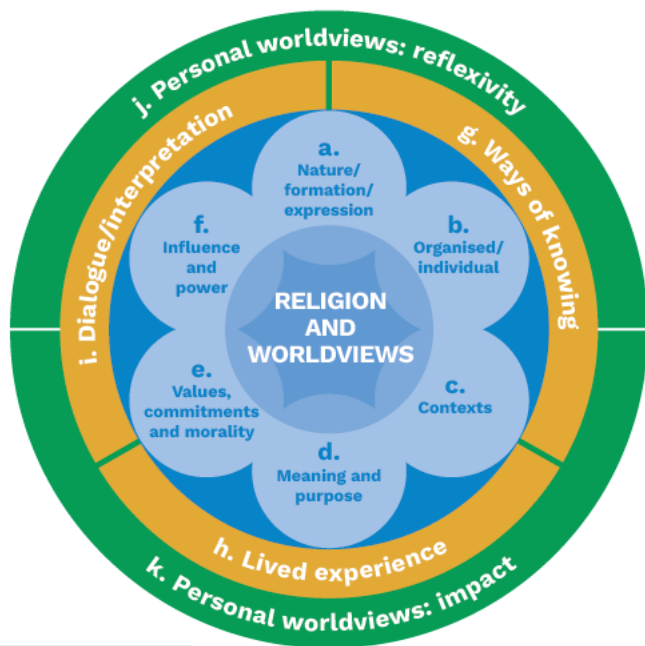 j. Personal worldviews: reflexivity
i. Dialogue/interpretation
g. Ways of knowing
a.
Nature/
formation/
expression
f.
Influence
and
power
b.
Organised/
individual
RELIGION
AND
WORLDVIEWS
e.
Values,
commitments
and morality
c.
Contexts
d.
Meaning and
purpose
h. Lived experience
k. Personal worldviews: impact